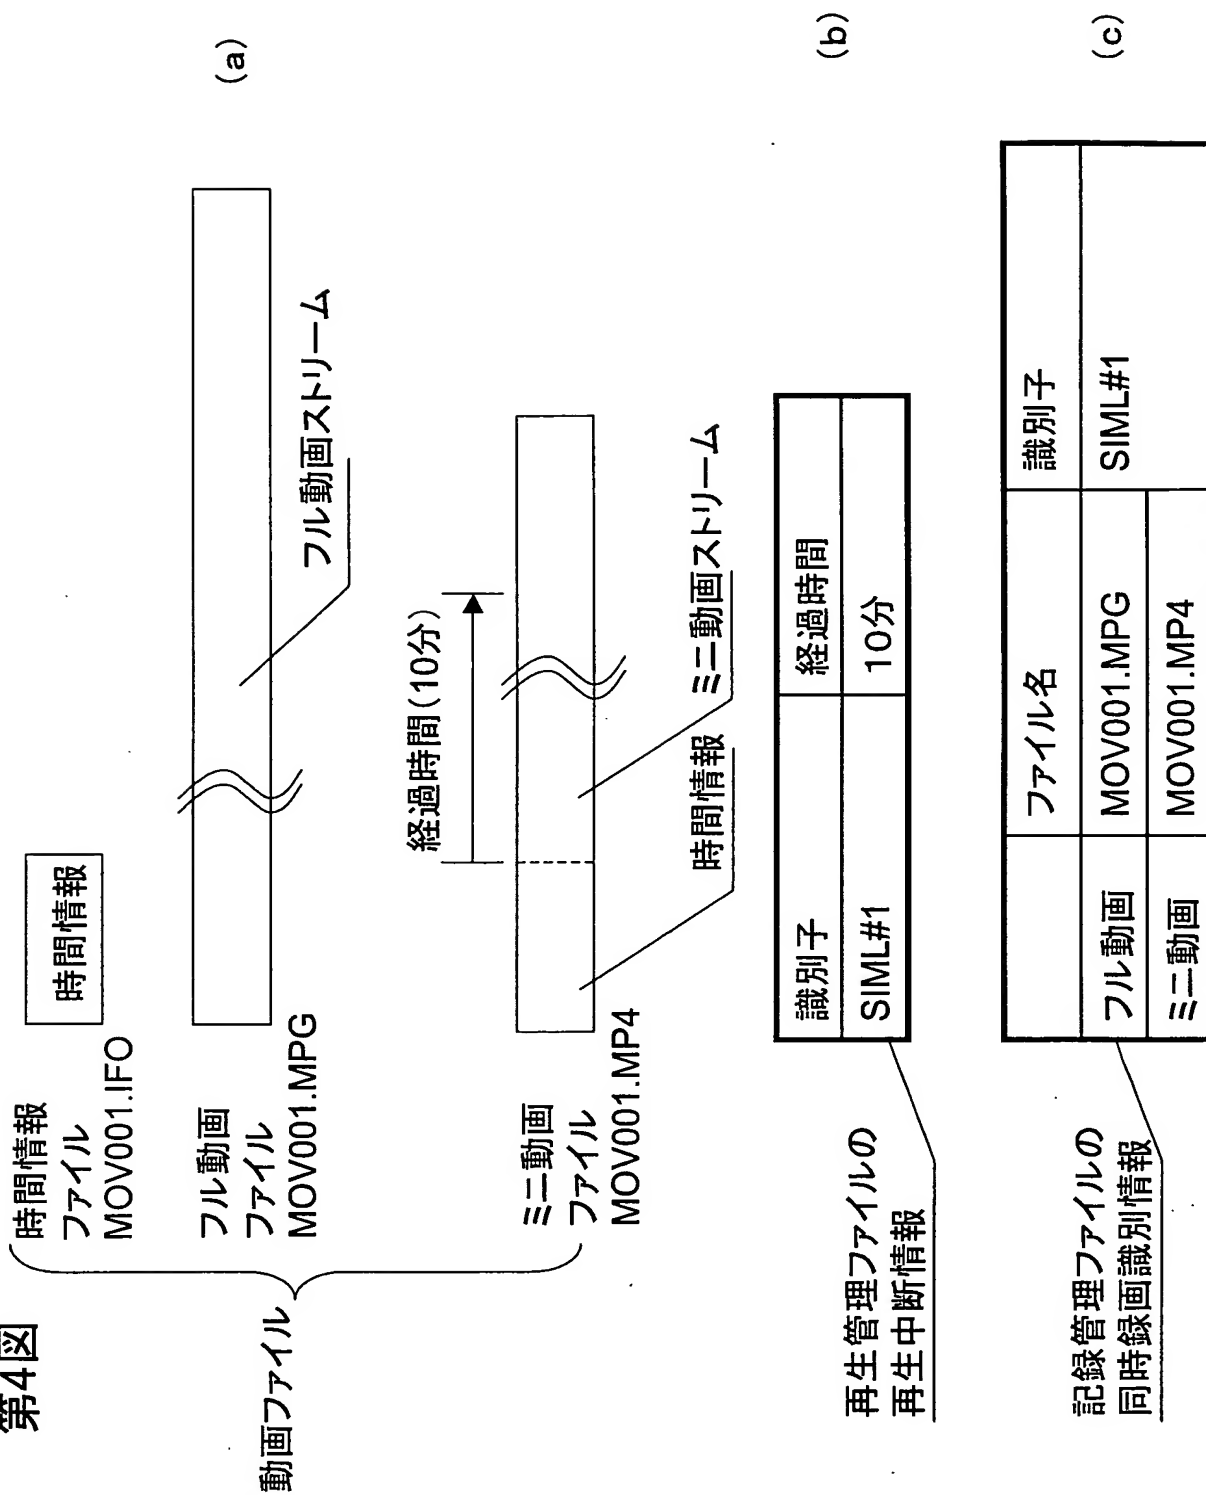 第4図
(a)
動画ファイル
時間情報
ファイル
MOV001.IFO
時間情報
フル動画
ファイル
MOV001.MPG
フル動画ストリーム
経過時間(10分)
ミニ動画
ファイル
MOV001.MP4
時間情報
ミニ動画ストリーム
(b)
再生管理ファイルの
再生中断情報
識別子 経過時間
SIML#1 10分
(c)
記録管理ファイルの
同時録画識別情報
ファイル名 識別子
フル動画 MOV001.MPG SIML#1
ミニ動画 MOV001.MP4